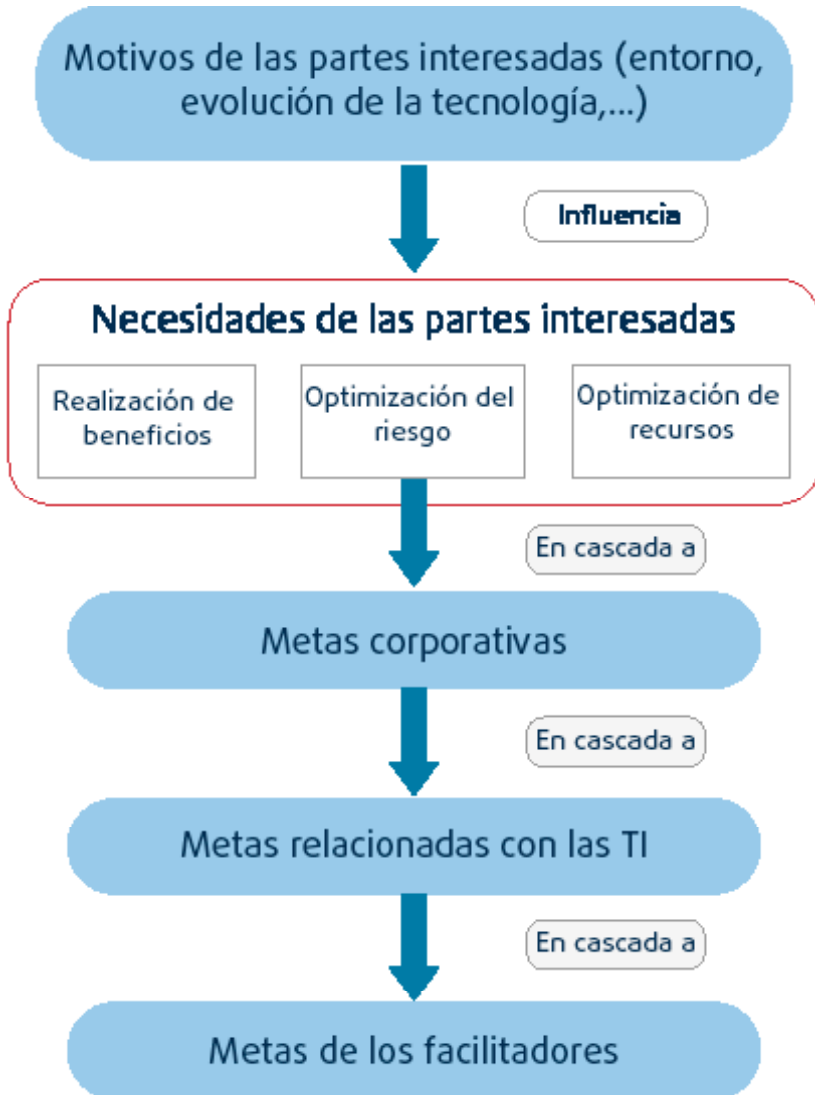 Motivos de las partes interesadas (entorno,
evolución de la tecnología,...)
Influencia
Necesidades de las partes interesadas
Realización de
beneficios
Optimización del
riesgo
Optimización de
recursos
En cascada a
Metas corporativas
En cascada a
Metas relacionadas con las TI
En cascada a
Metas de los facilitadores